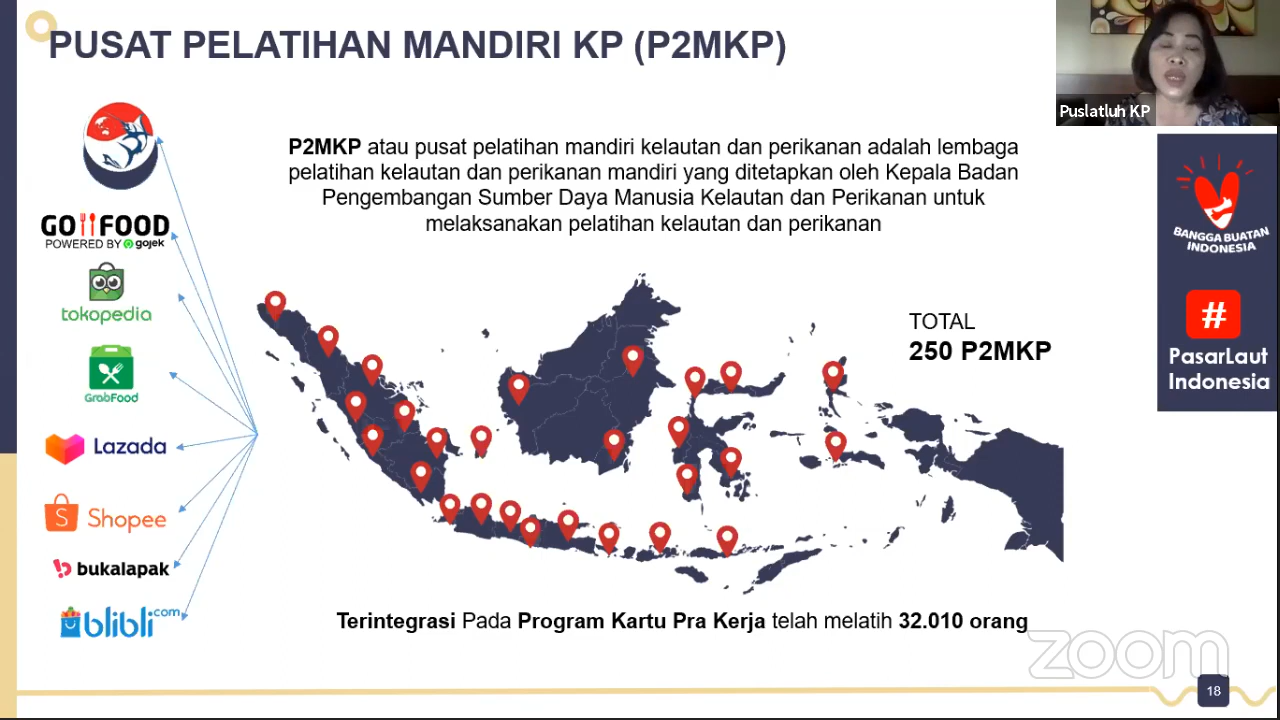 PUSAT PELATIHAN MANDIRI KP (P2MKP)
Puslatluh KP
P2MKP atau pusat pelatihan mandiri kelautan dan perikanan adalah lembaga
pelatihan kelautan dan perikanan mandiri yang ditetapkan oleh Kepala Badan
Pengembangan Sumber Daya Manusia Kelautan dan Perikanan untuk
melaksanakan pelatihan kelautan dan perikanan
GO FOOD
POWERED BY gojek
tokopedia
GrabFood
Lazada
Shopee
bukalapak
blibli.com
BANGGA BUATAN
INDONESIA
#
PasarLaut
Indonesia
TOTAL
250 P2MKP
Terintegrasi Pada Program Kartu Pra Kerja telah melatih 32.010 orang
zoom
18